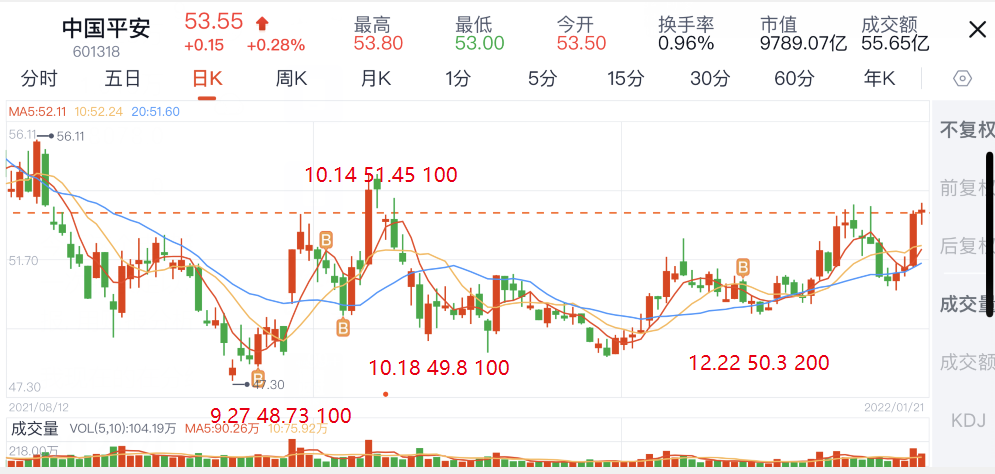 中国平安
601318
53.55
+0.15 +0.28%
最高 最低 今开 换手率 市值 成交额
53.80 53.00 53.50 0.96% 9789.07亿 55.65亿
分时 五日 日K 周K 月K 1分 5分 15分 30分 60分 年K
MA5:52.11 10:52.24 20:51.60
56.11 56.11
10.14 51.45 100
B
51.70
B
B
10.18 49.8 100
12.22 50.3 200
B
47.30
47.30
2021/08/12 2022/01/21
9.27 48.73 100
成交量 VOL(5,10):104.19万 MA5:90.26万 10:75.92万
218.00万
不复权
前复权
后复权
成交量
成交额
KDJ